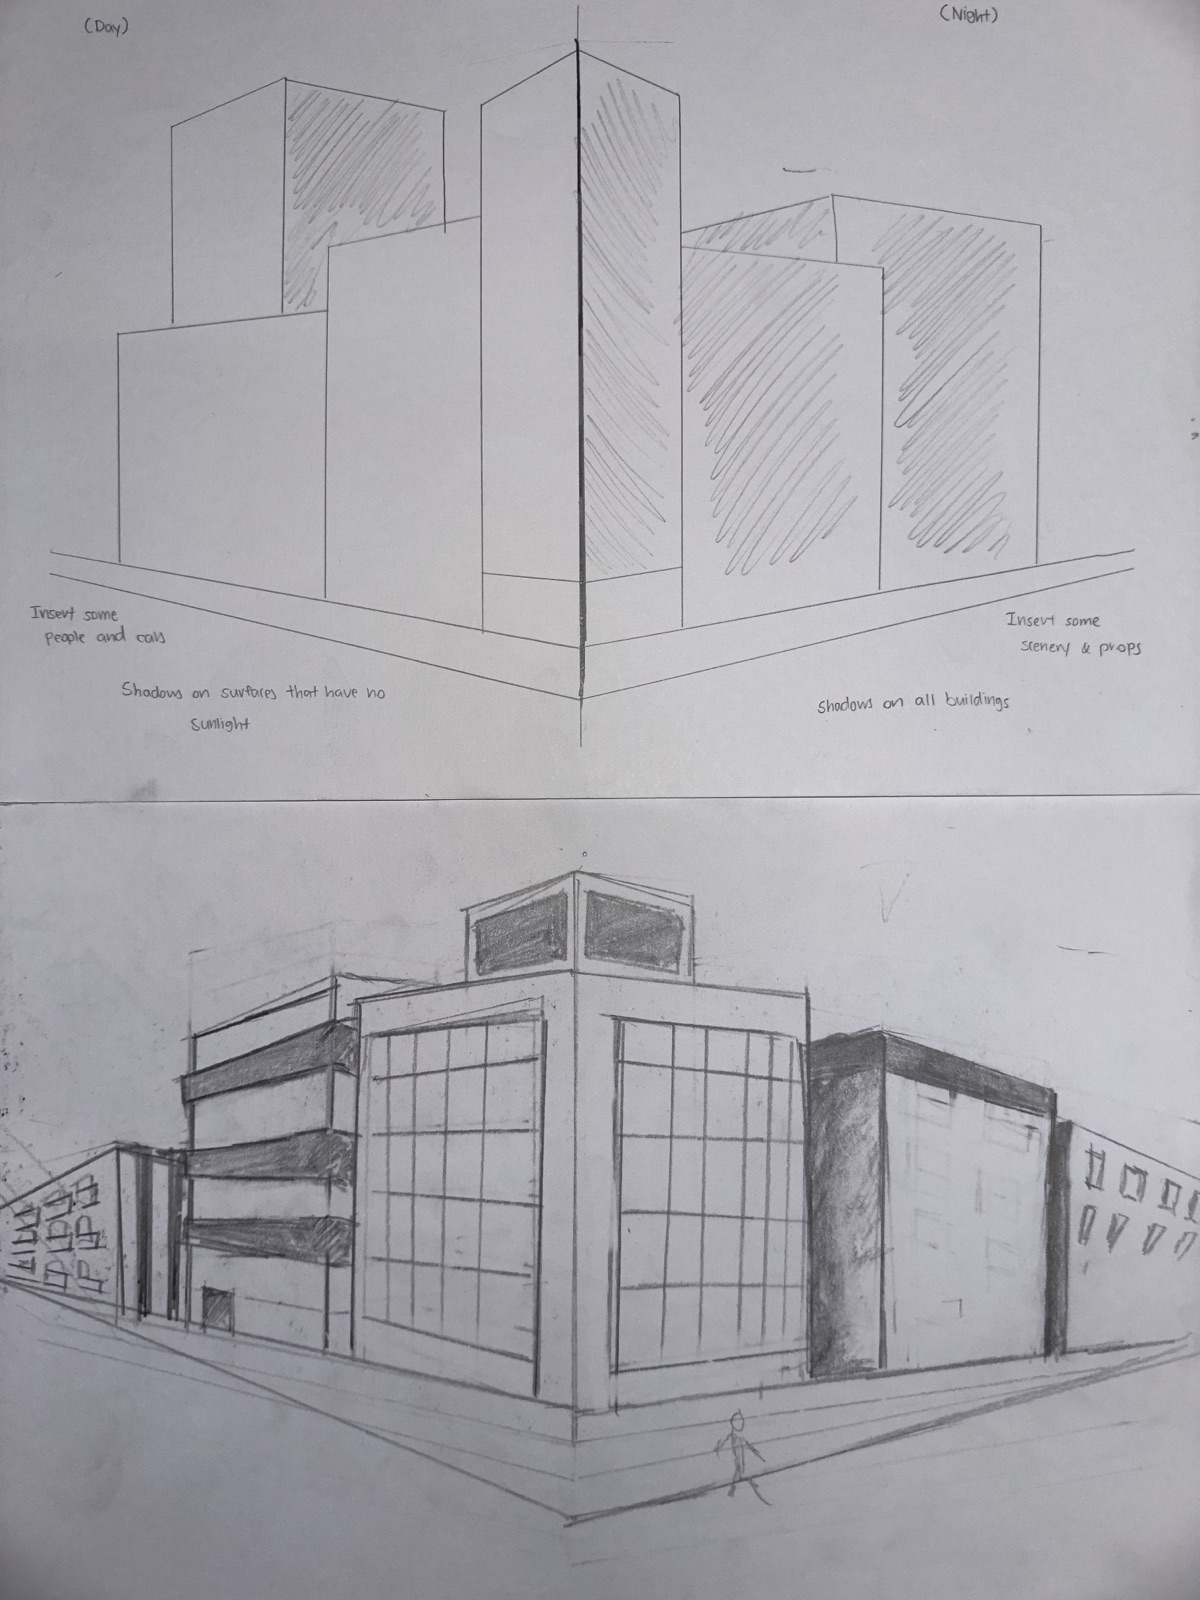 (Day)
(Night)
Insert some
people and cars
Insert some
scenery & props
Shadows on surfaces that have no
sunlight
Shadows on all buildings